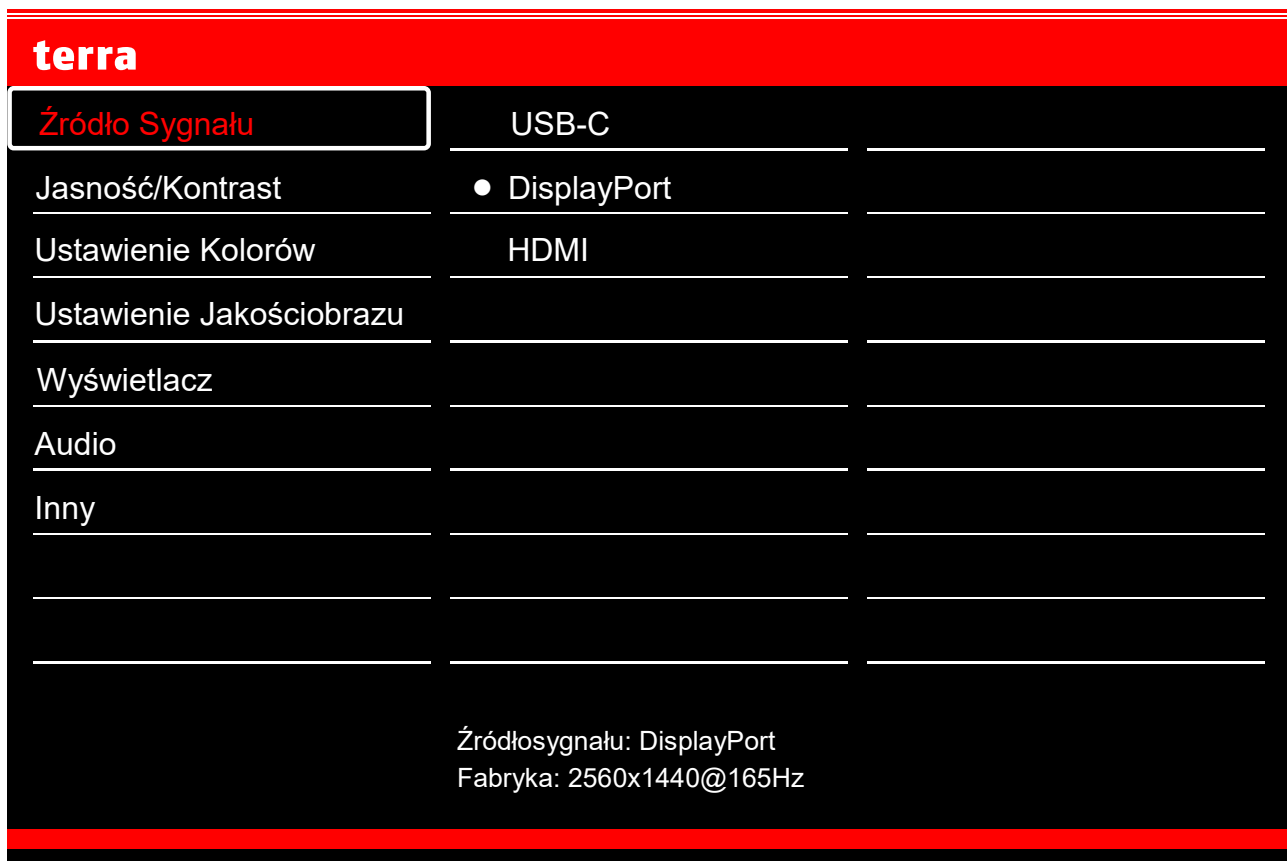 terra
Źródło Sygnału
USB-C
Jasność/Kontrast
DisplayPort
Ustawienie Kolorów
HDMI
Ustawienie Jakościobrazu
Wyświetlacz
Audio
Inny
Źródłosygnału: DisplayPort
Fabryka: 2560x1440@165Hz